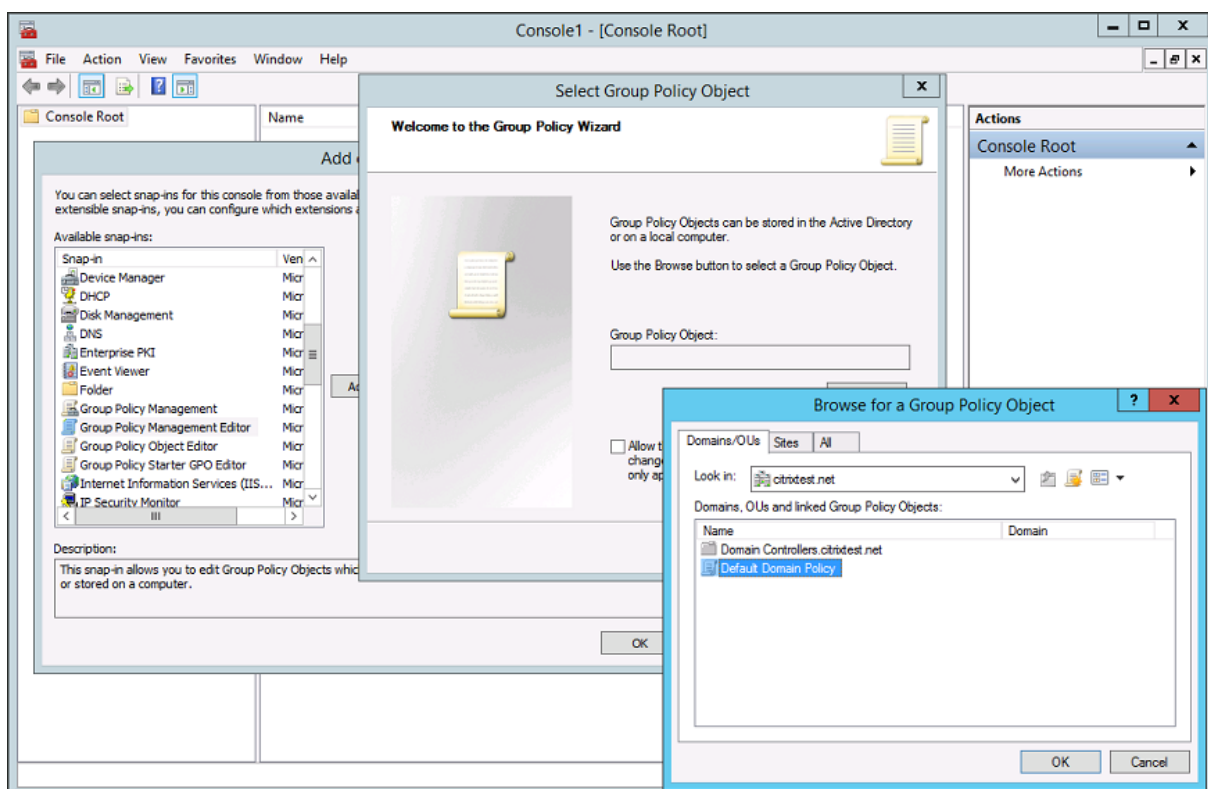 Console1 - [Console Root]
File Action View Favorites Window Help
Console Root
Name
Actions
Console Root
More Actions
Add
You can select snap-ins for this console from those
extensible snap-ins, you can configure which extensions
Available snap-ins:
Snap-in
Device Manager
DHCP
Disk Management
DNS
Enterprise PKI
Event Viewer
Folder
Group Policy Management
Group Policy Management Editor
Group Policy Object Editor
Group Policy Starter GPO Editor
Internet Information Services (IIS...
IP Security Monitor
Ven
Micr
Micr
Micr
Micr
Micr
Micr
Micr
Micr
Micr
Micr
Micr
Micr
Micr
Description:
This snap-in allows you to edit Group Policy Objects
or stored on a computer.
OK
Select Group Policy Object
Welcome to the Group Policy Wizard
Group Policy Objects can be stored in the Active Directory
or on a local computer.
Use the Browse button to select a Group Policy Object.
Group Policy Object:
Allow
only
Browse for a Group Policy Object
?
Domains/OUs Sites All
Look in: citrixtest.net
Domains, OUs and linked Group Policy Objects:
Name Domain
Domain Controllers.citrixtest.net
Default Domain Policy
OK Cancel